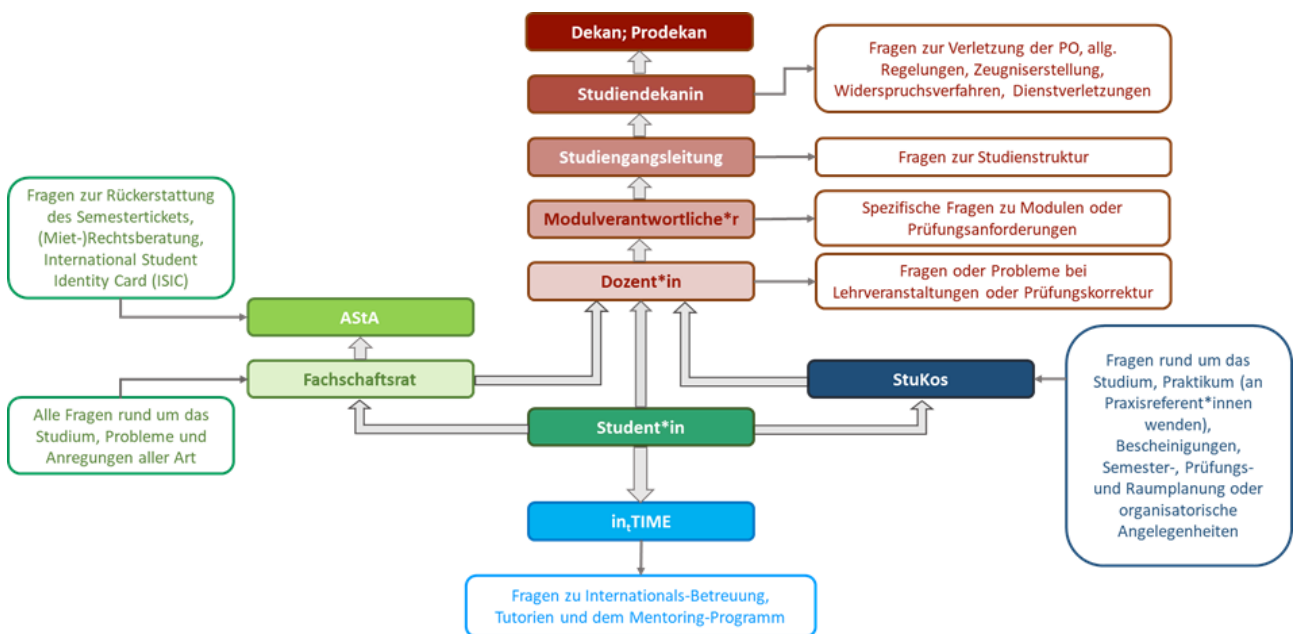 Dekan; Prodekan
Fragen zur Verletzung der PO, allg.
Regelungen, Zeugniserstellung,
Widerspruchsverfahren, Dienstverletzungen
Studiendekanin
Studiengangsleitung
Fragen zur Studienstruktur
Fragen zur Rückerstattung
des Semestertickets,
(Miet-)Rechtsberatung,
International Student
Identity Card (ISIC)
Modulverantwortliche*r
Spezifische Fragen zu Modulen oder
Prüfungsanforderungen
Dozent*in
Fragen oder Probleme bei
Lehrveranstaltungen oder Prüfungskorrektur
AStA
Fachschaftsrat
StuKos
Fragen rund um das
Studium, Praktikum (an
Praxisreferent*innen
wenden),
Bescheinigungen,
Semester-, Prüfungs-
und Raumplanung oder
organisatorische
Angelegenheiten
Alle Fragen rund um das
Studium, Probleme und
Anregungen aller Art
Student*in
intTIME
Fragen zu Internationals-Betreuung,
Tutorien und dem Mentoring-Programm